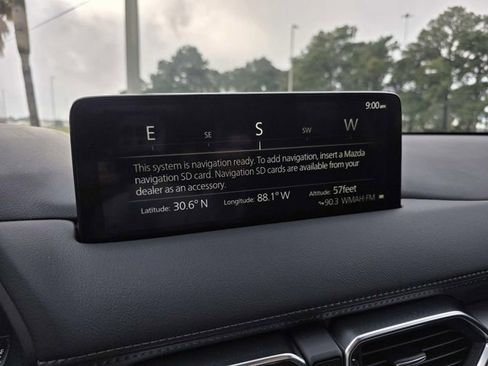 9:00am
E SE S SW W
This system is navigation ready. To add navigation, insert a Mazda
navigation SD card. Navigation SD cards are available from your
dealer as an accessory.
Latitude: 30.6° N Longitude: 88.1° W Altitude: 57feet
90.3 WMAH-FM